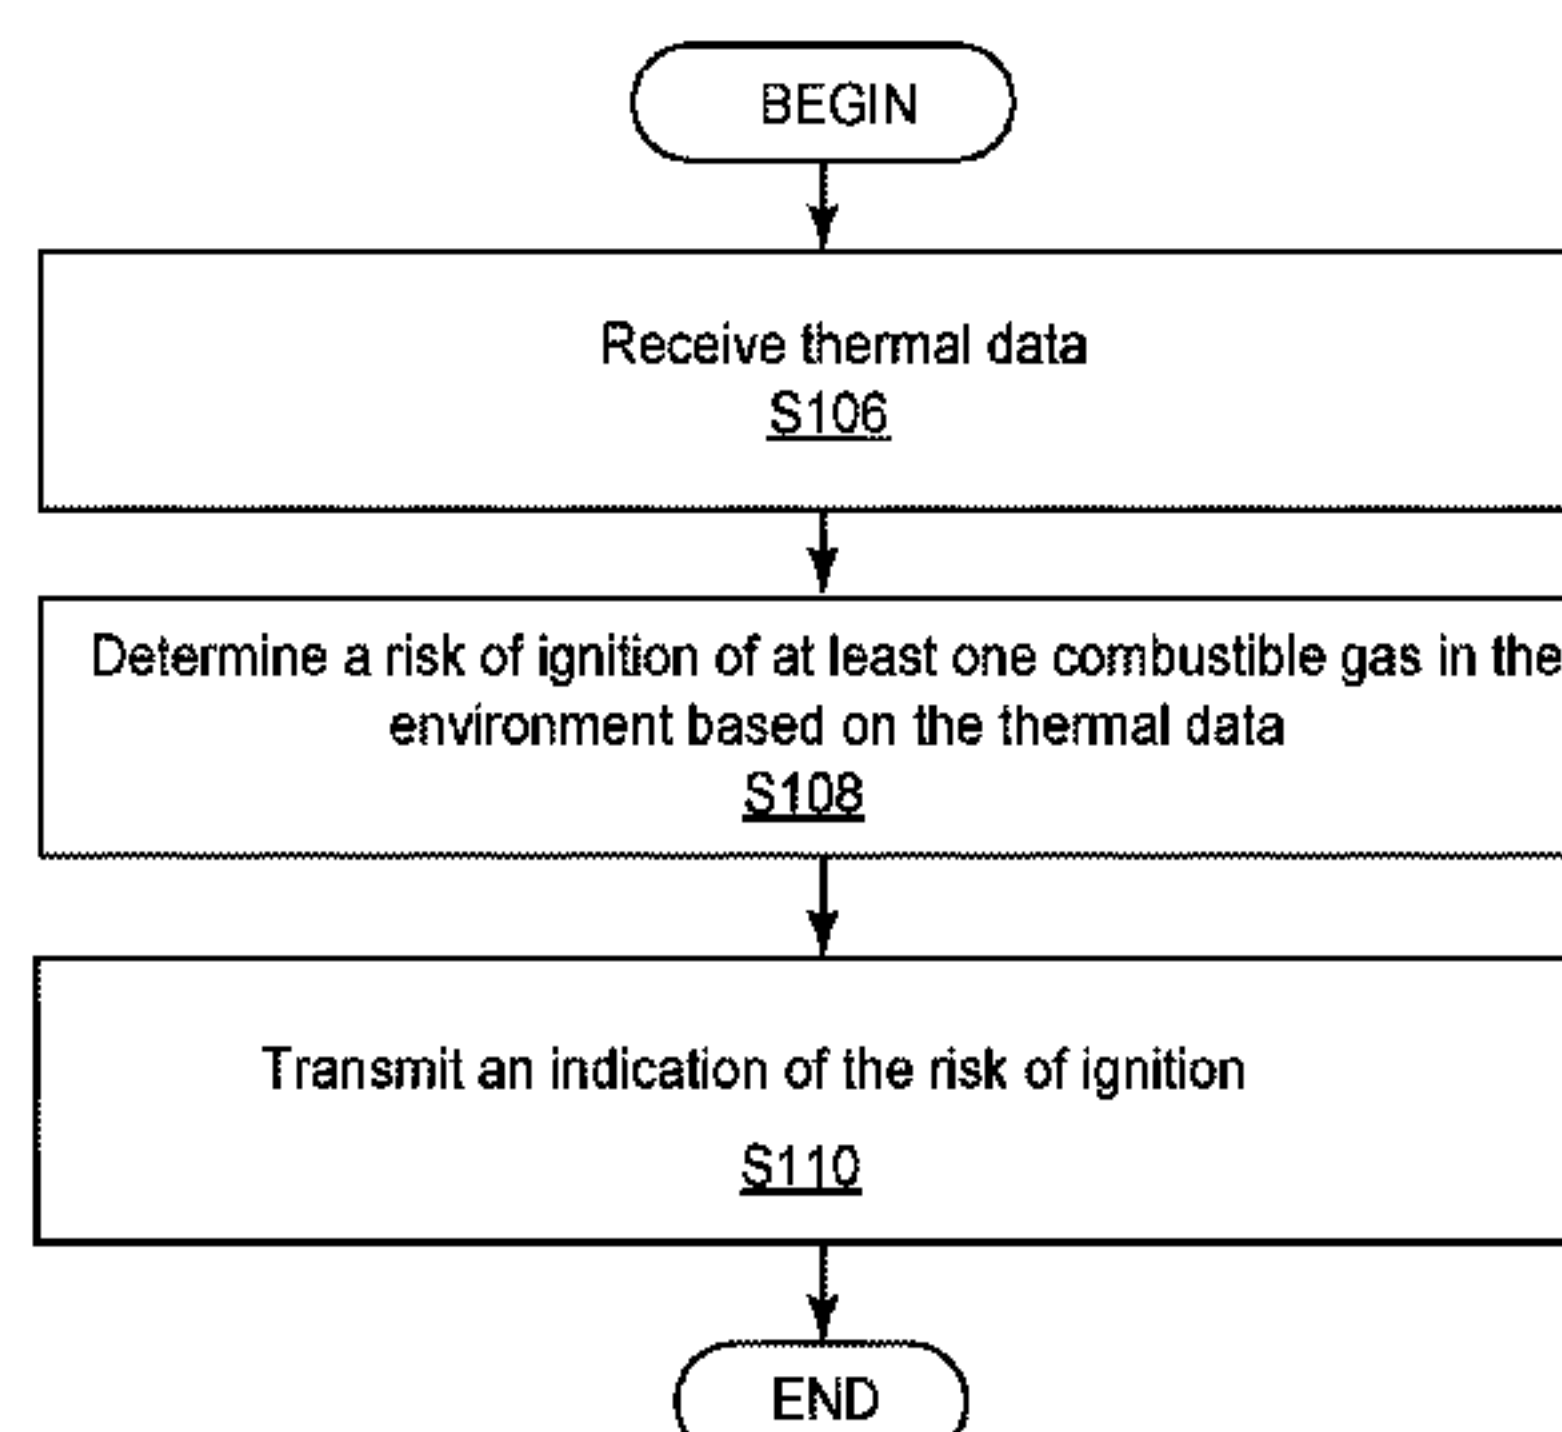 BEGIN
Receive thermal data
S106
Determine a risk of ignition of at least one combustible gas in the
environment based on the thermal data
S108
Transmit an indication of the risk of ignition
S110
END